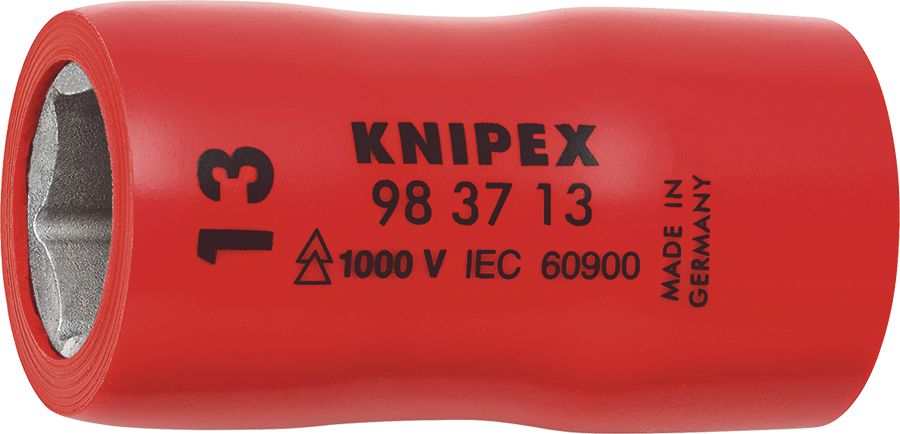 13
KNIPEX
98 37 13
1000 V IEC 60900
MADE IN
GERMANY